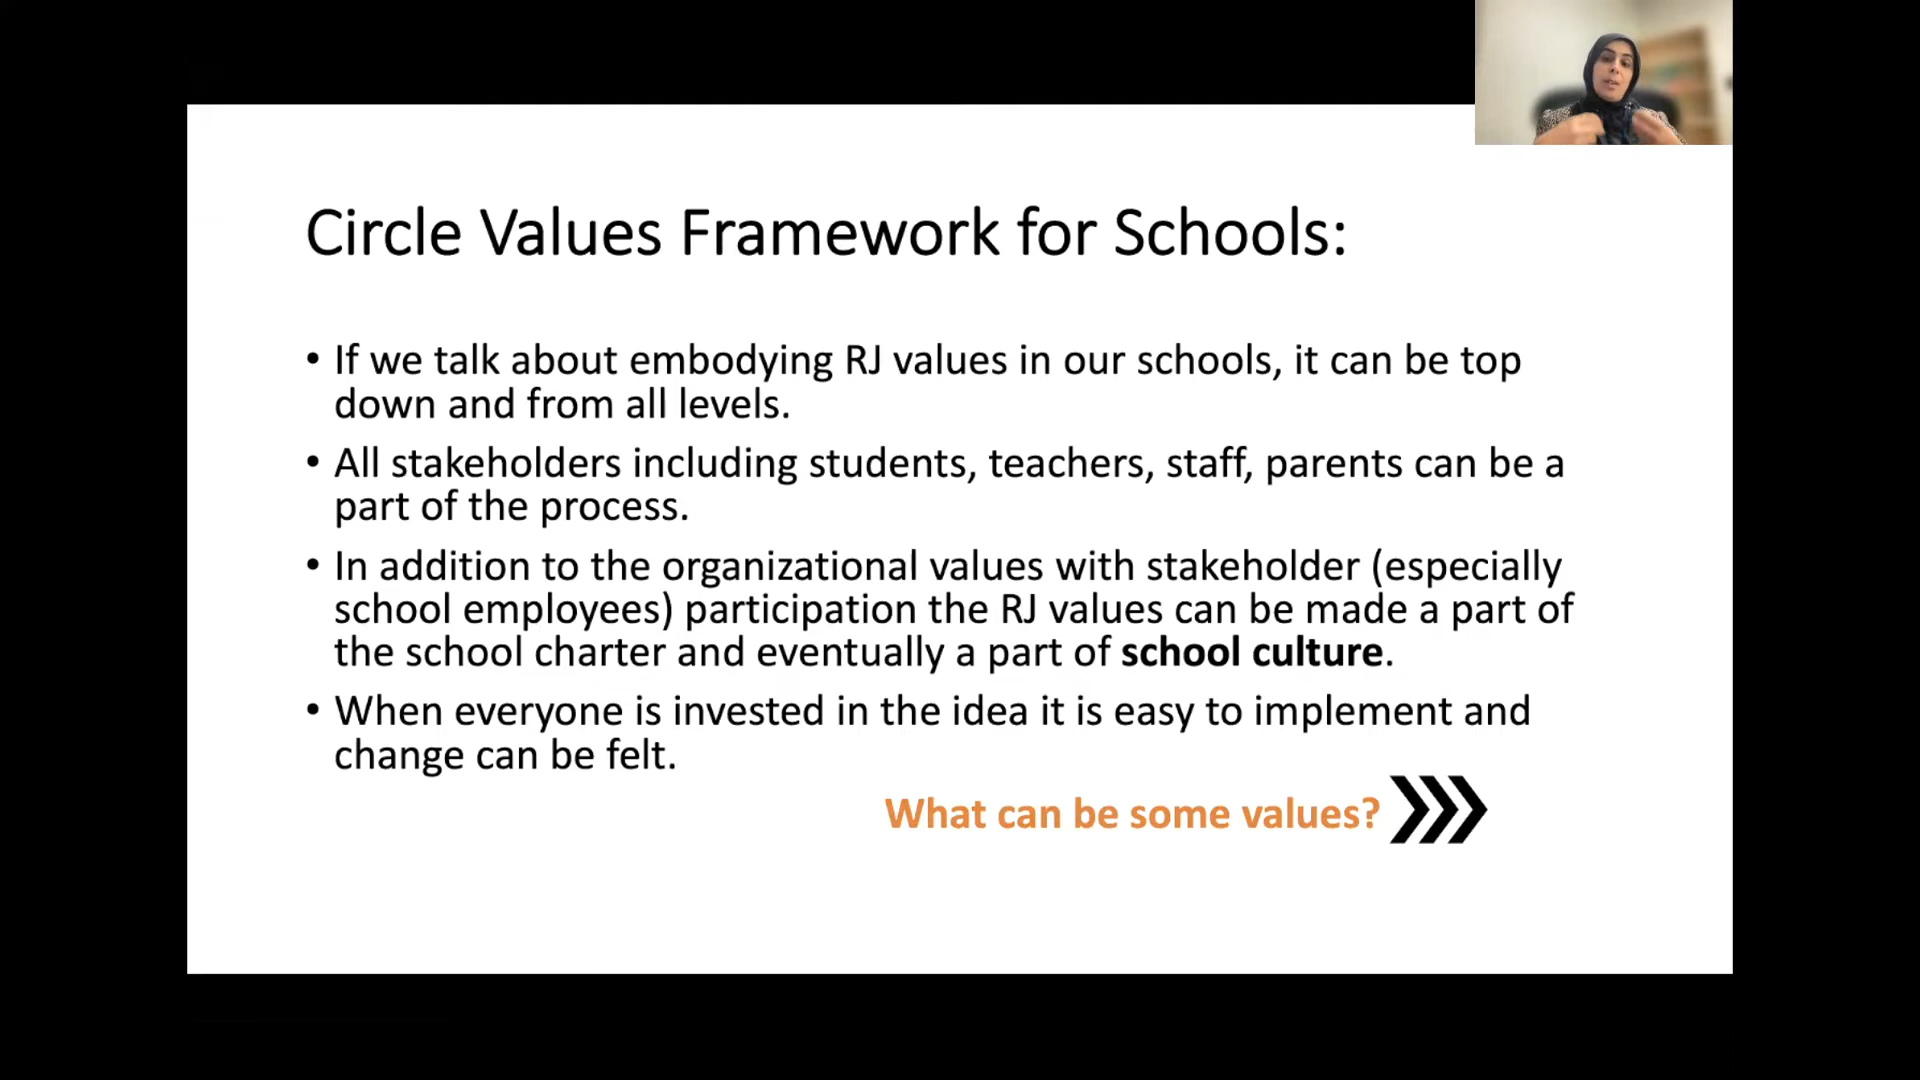 Circle Values Framework for Schools:
• If we talk about embodying RJ values in our schools, it can be top
down and from all levels.
• All stakeholders including students, teachers, staff, parents can be a
part of the process.
• In addition to the organizational values with stakeholder (especially
school employees) participation the RJ values can be made a part of
the school charter and eventually a part of school culture.
• When everyone is invested in the idea it is easy to implement and
change can be felt.
What can be some values?